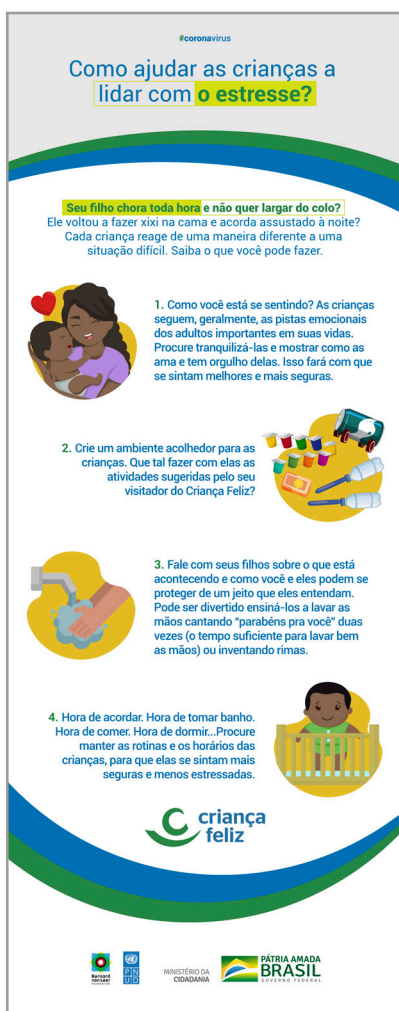 #coronavirus
Como ajudar as crianças a
lidar com o estresse?
Seu filho chora toda hora e não quer largar do colo?
Ele voltou a fazer xixi na cama e acorda assustado à noite?
Cada criança reage de uma maneira diferente a uma
situação difícil. Saiba o que você pode fazer.
1. Como você está se sentindo? As crianças
seguem, geralmente, as pistas emocionais
dos adultos importantes em suas vidas.
Procure tranquilizá-las e mostrar como as
ama e tem orgulho delas. Isso fará com que
se sintam melhores e mais seguras.
2. Crie um ambiente acolhedor para as
crianças. Que tal fazer com elas as
atividades sugeridas pelo seu
visitador do Criança Feliz?
3. Fale com seus filhos sobre o que está
acontecendo e como você e eles podem se
proteger de um jeito que eles entendam.
Pode ser divertido ensiná-los a lavar as
mãos cantando “parabéns pra você” duas
vezes (o tempo suficiente para lavar bem
as mãos) ou inventando rimas.
4. Hora de acordar. Hora de tomar banho.
Hora de comer. Hora de dormir...Procure
manter as rotinas e os horários das
crianças, para que elas se sintam mais
seguras e menos estressadas.
criança
feliz
Bernard
van Leer
FOUNDATION
PN
UD
MINISTÉRIO DA
CIDADANIA
PÁTRIA AMADA
BRASIL
GOVERNO FEDERAL